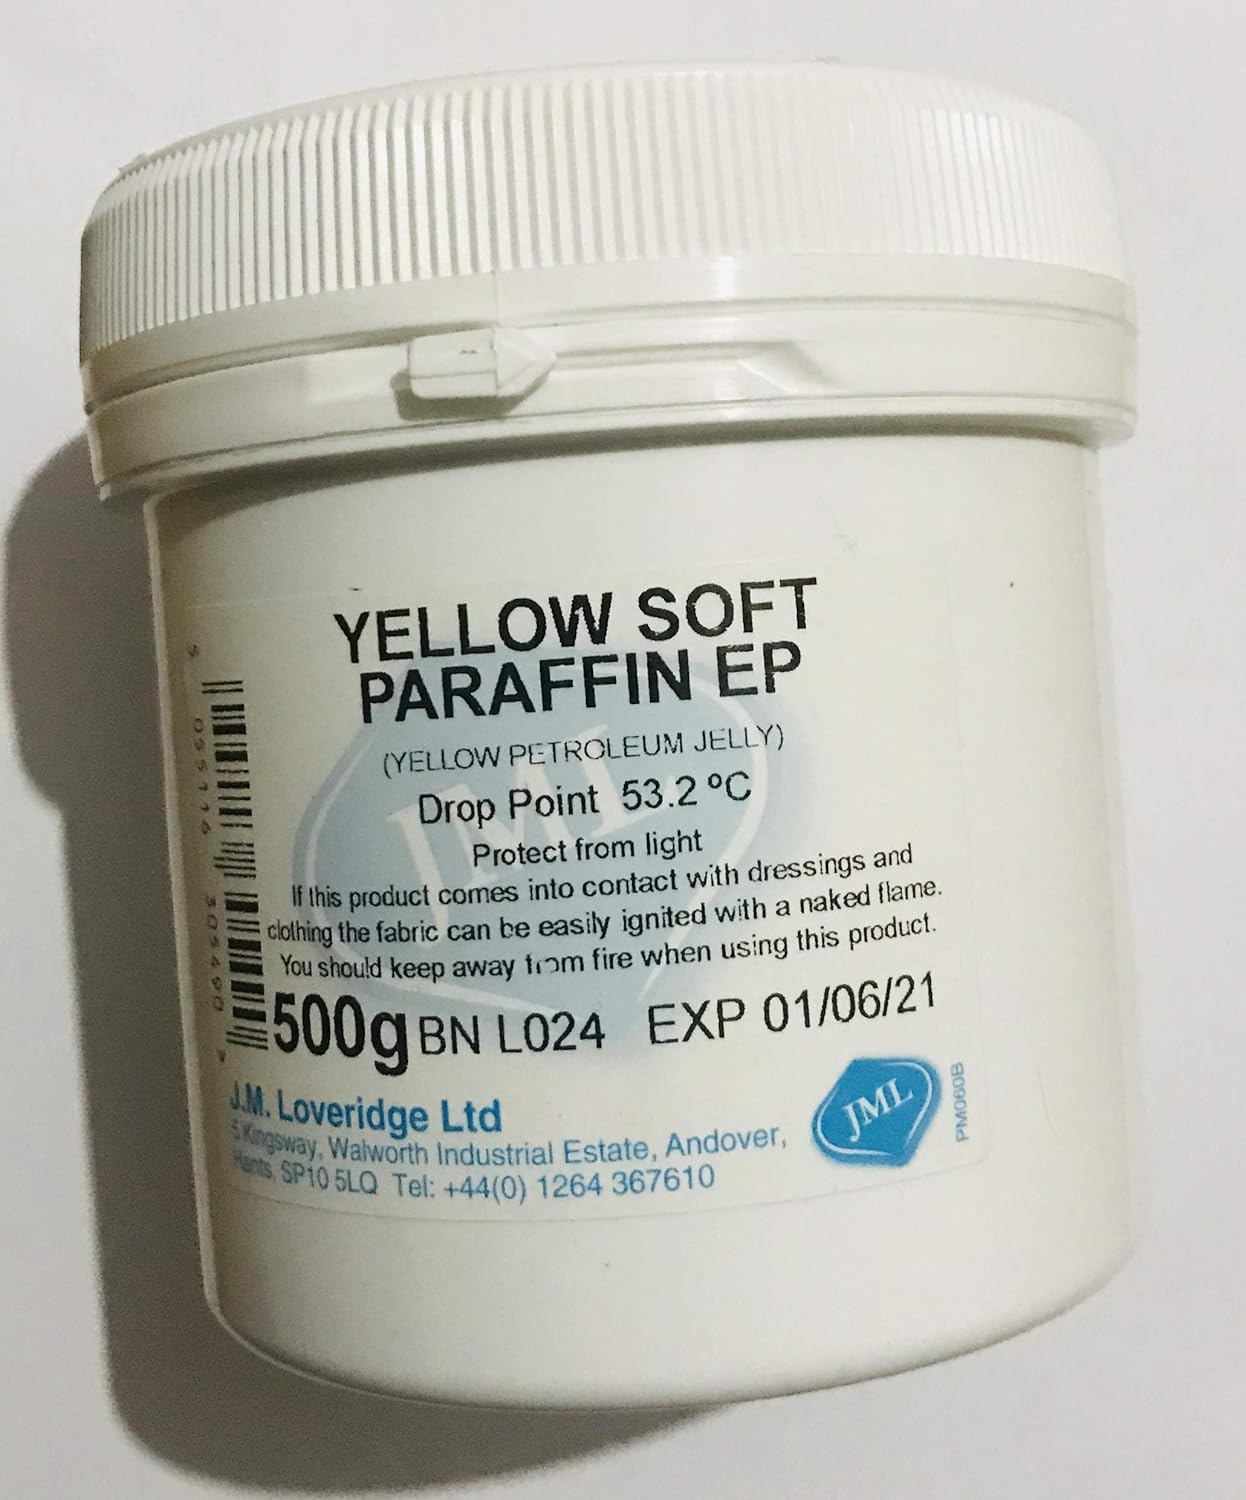 YELLOW SOFT
PARAFFIN EP
(YELLOW PETROLEUM JELLY)
Drop Point 53.2 ºC
Protect from light
If this product comes into contact with dressings and
clothing the fabric can be easily ignited with a naked flame.
You should keep away from fire when using this product.
500g BN L024 EXP 01/06/21
J.M. Loveridge Ltd
5 Kingsway, Walworth Industrial Estate, Andover,
Hants, SP10 5LQ Tel: +44(0) 1264 367610
JML
PM060B
JML